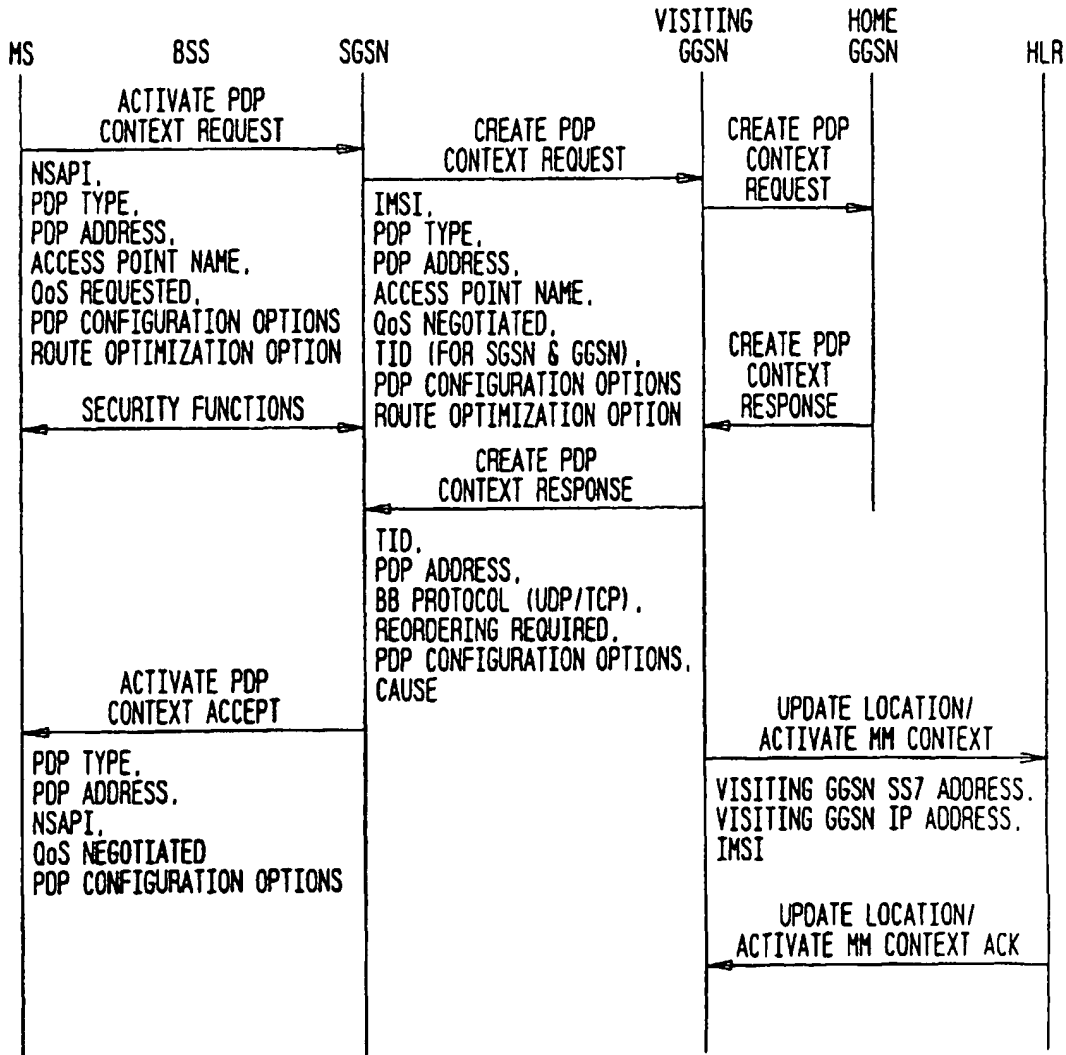 VISITING
GGSN
HOME
GGSN
MS
BSS
SGSN
HLR
ACTIVATE PDP
CONTEXT REQUEST
NSAPI,
PDP TYPE,
PDP ADDRESS,
ACCESS POINT NAME,
QoS REQUESTED,
PDP CONFIGURATION OPTIONS
ROUTE OPTIMIZATION OPTION
SECURITY FUNCTIONS
CREATE PDP
CONTEXT REQUEST
IMSI,
PDP TYPE,
PDP ADDRESS,
ACCESS POINT NAME,
QoS NEGOTIATED,
TID (FOR SGSN & GGSN),
PDP CONFIGURATION OPTIONS
ROUTE OPTIMIZATION OPTION
CREATE PDP
CONTEXT
REQUEST
CREATE PDP
CONTEXT
RESPONSE
CREATE PDP
CONTEXT RESPONSE
TID,
PDP ADDRESS,
BB PROTOCOL (UDP/TCP),
REORDERING REQUIRED,
PDP CONFIGURATION OPTIONS,
CAUSE
ACTIVATE PDP
CONTEXT ACCEPT
PDP TYPE,
PDP ADDRESS,
NSAPI,
QoS NEGOTIATED
PDP CONFIGURATION OPTIONS
UPDATE LOCATION/
ACTIVATE MM CONTEXT
VISITING GGSN SS7 ADDRESS,
VISITING GGSN IP ADDRESS,
IMSI
UPDATE LOCATION/
ACTIVATE MM CONTEXT ACK